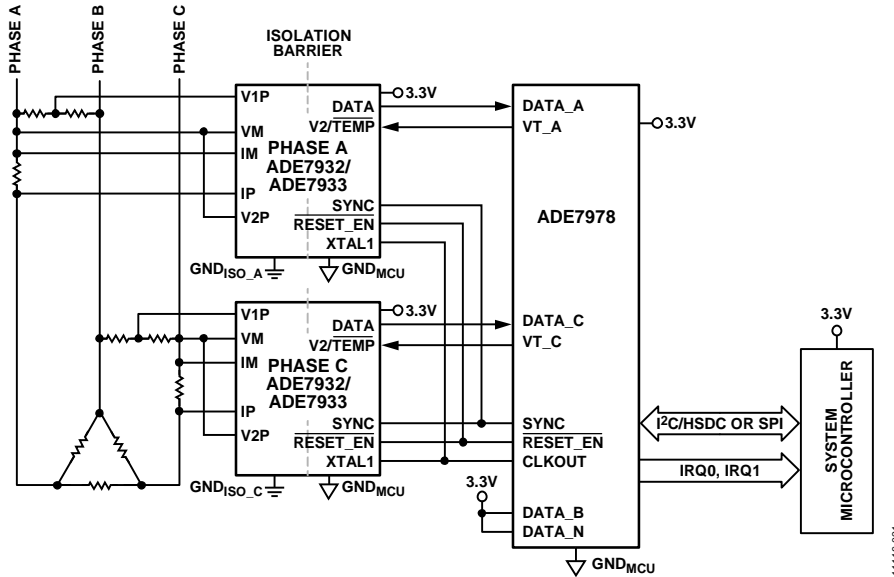 PHASE A
PHASE B
PHASE C
ISOLATION
BARRIER
V1P
VM
IM
IP
V2P
PHASE A
ADE7932/
ADE7933
DATA
V2/TEMP
SYNC
RESET_EN
XTAL1
3.3V
GNDISO_A
GNDMCU
V1P
VM
IM
IP
V2P
PHASE C
ADE7932/
ADE7933
DATA
V2/TEMP
SYNC
RESET_EN
XTAL1
3.3V
GNDISO_C
GNDMCU
DATA_A
VT_A
3.3V
ADE7978
DATA_C
VT_C
SYNC
RESET_EN
CLKOUT
3.3V
DATA_B
DATA_N
GNDMCU
I2C/HSDC OR SPI
IRQ0, IRQ1
3.3V
SYSTEM
MICROCONTROLLER